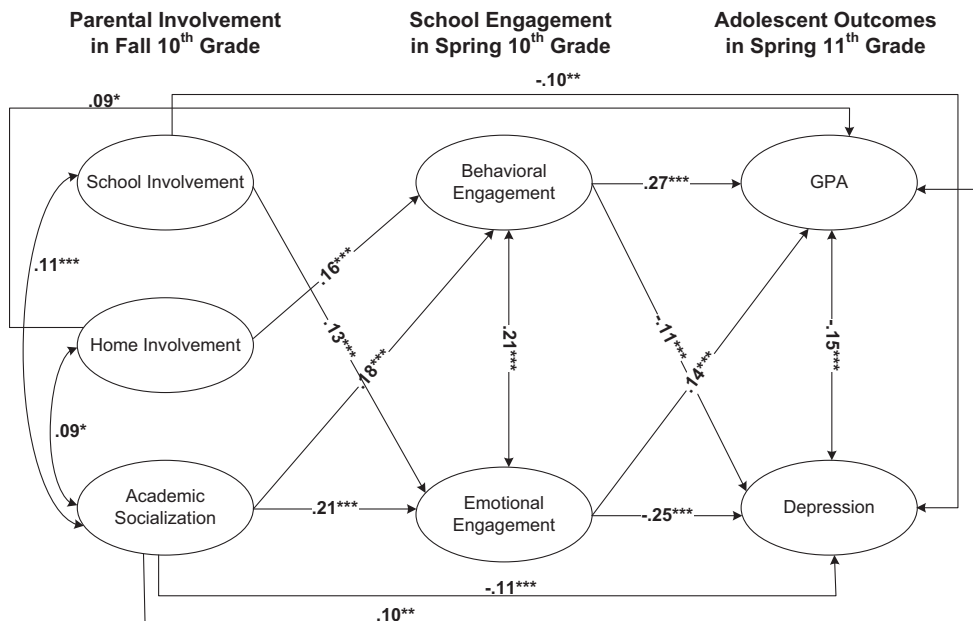 Parental Involvement
in Fall 10th Grade
School Engagement
in Spring 10th Grade
Adolescent Outcomes
in Spring 11th Grade
-.10**
.09*
School Involvement
Behavioral
Engagement
.27***
GPA
.11***
.16***
Home Involvement
.13***
.18***
.21***
-.11***
.14***
-.15***
.09*
Academic
Socialization
.21***
Emotional
Engagement
-.25***
Depression
-.11***
.10**